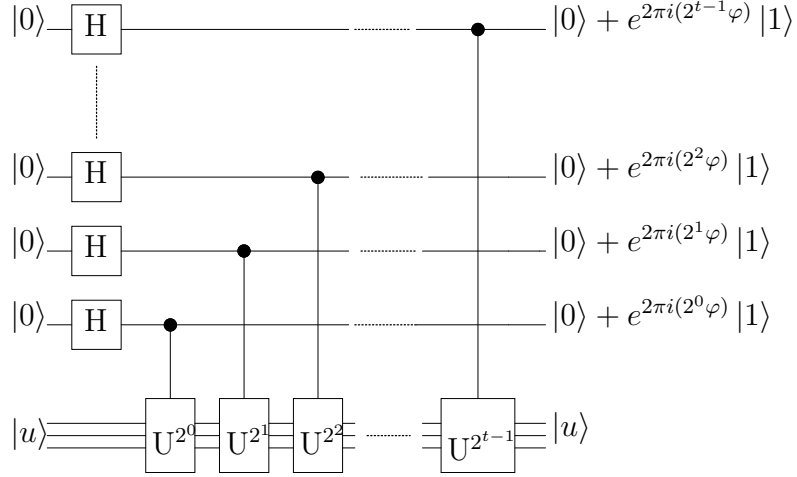 |0⟩ H |0⟩ + e^{2πi(2^{t−1}φ)} |1⟩
|0⟩ H |0⟩ + e^{2πi(2^2φ)} |1⟩
|0⟩ H |0⟩ + e^{2πi(2^1φ)} |1⟩
|0⟩ H |0⟩ + e^{2πi(2^0φ)} |1⟩
|u⟩ U^{2^0} U^{2^1} U^{2^2} U^{2^{t−1}} |u⟩